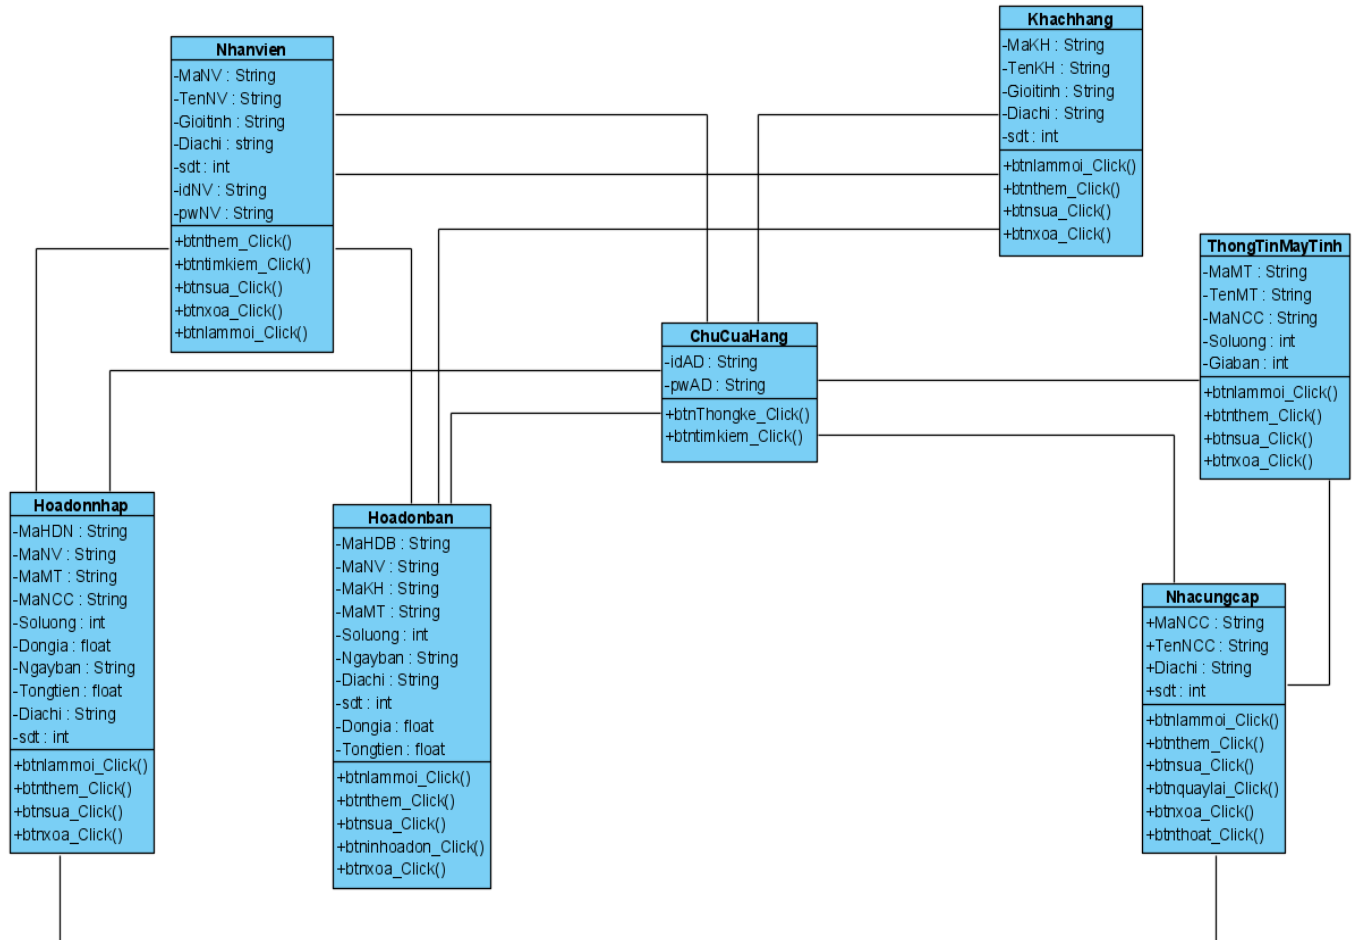 Nhanvien
-MaNV : String
-TenNV : String
-Gioitinh : String
-Diachi : string
-sdt : int
-idNV : String
-pwNV : String
+btnthem_Click()
+btntimkiem_Click()
+btnsua_Click()
+btnxoa_Click()
+btnlammoi_Click()
Khachhang
-MaKH : String
-TenKH : String
-Gioitinh : String
-Diachi : String
-sdt : int
+btnlammoi_Click()
+btnthem_Click()
+btnsua_Click()
+btnxoa_Click()
ThongTinMayTinh
-MaMT : String
-TenMT : String
-MaNCC : String
-Soluong : int
-Giaban : int
+btnlammoi_Click()
+btnthem_Click()
+btnsua_Click()
+btnxoa_Click()
ChuCuaHang
-idAD : String
-pwAD : String
+btnThongke_Click()
+btntimkiem_Click()
Hoadonnhap
-MaHDN : String
-MaNV : String
-MaMT : String
-MaNCC : String
-Soluong : int
-Dongia : float
-Ngayban : String
-Tongtien : float
-Diachi : String
-sdt : int
+btnlammoi_Click()
+btnthem_Click()
+btnsua_Click()
+btnxoa_Click()
Hoadonban
-MaHDB : String
-MaNV : String
-MaKH : String
-MaMT : String
-Soluong : int
-Ngayban : String
-Diachi : String
-sdt : int
-Dongia : float
-Tongtien : float
+btnlammoi_Click()
+btnthem_Click()
+btnsua_Click()
+btninhoadon_Click()
+btnxoa_Click()
Nhacungcap
+MaNCC : String
+TenNCC : String
+Diachi : String
+sdt : int
+btnlammoi_Click()
+btnthem_Click()
+btnsua_Click()
+btnquaylai_Click()
+btnxoa_Click()
+btnthoat_Click()